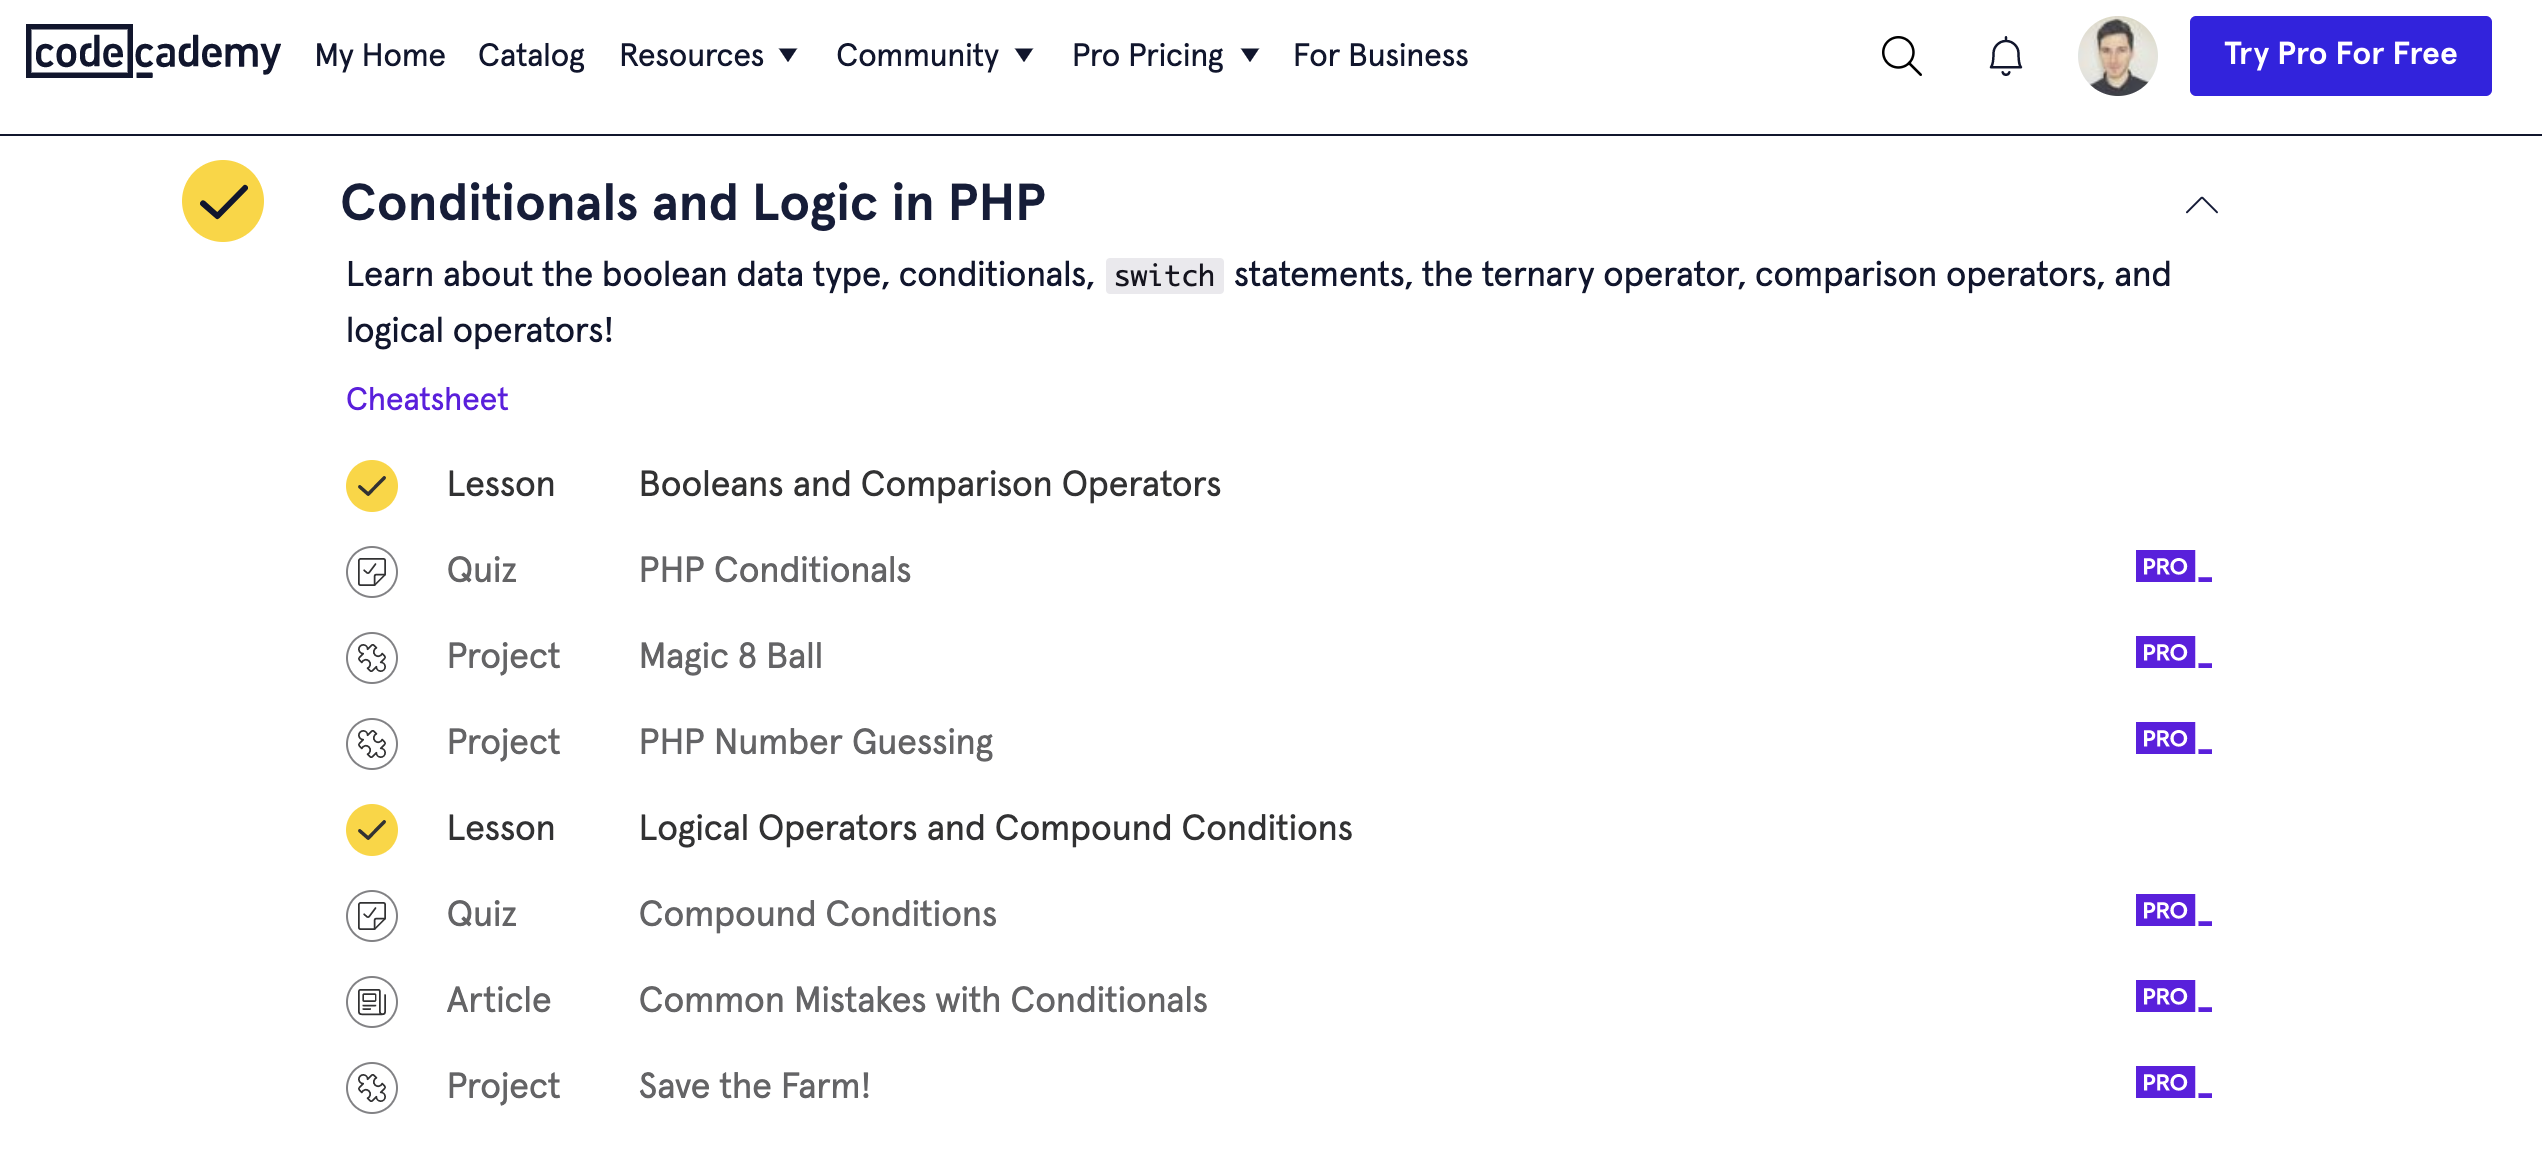 codecademy My Home Catalog Resources Community Pro Pricing For Business Try Pro For Free
Conditionals and Logic in PHP
Learn about the boolean data type, conditionals, switch statements, the ternary operator, comparison operators, and
logical operators!
Cheatsheet
Lesson Booleans and Comparison Operators
Quiz PHP Conditionals PRO
Project Magic 8 Ball PRO
Project PHP Number Guessing PRO
Lesson Logical Operators and Compound Conditions
Quiz Compound Conditions PRO
Article Common Mistakes with Conditionals PRO
Project Save the Farm! PRO